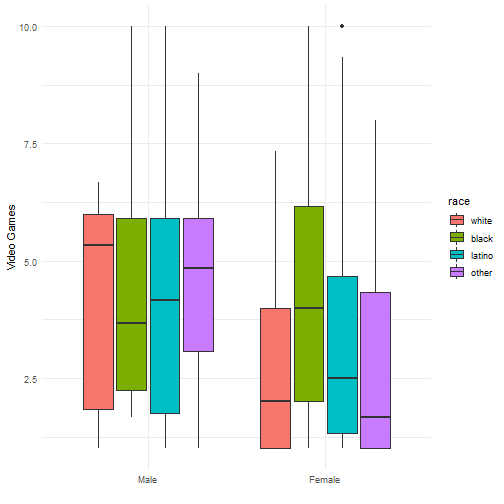 10.0
7.5
5.0
2.5
Video Games
Male
Female
race
white
black
latino
other